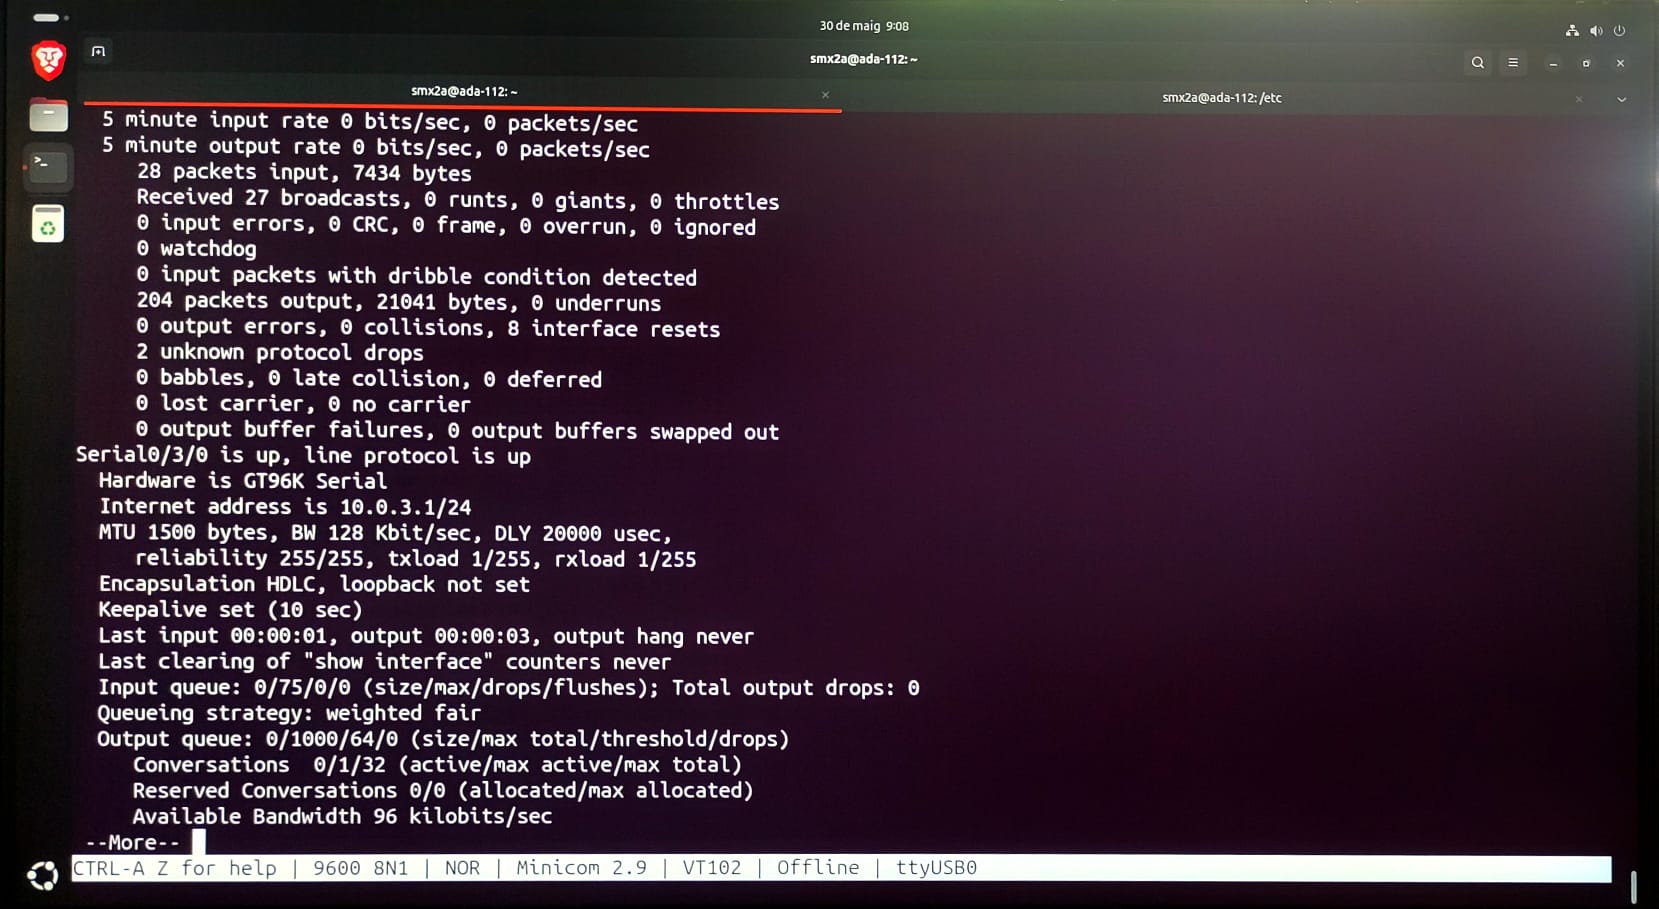 30 de maig 9:08
smx2a@ada-112: ~
smx2a@ada-112: ~
smx2a@ada-112: /etc
5 minute input rate 0 bits/sec, 0 packets/sec
5 minute output rate 0 bits/sec, 0 packets/sec
28 packets input, 7434 bytes
Received 27 broadcasts, 0 runts, 0 giants, 0 throttles
0 input errors, 0 CRC, 0 frame, 0 overrun, 0 ignored
0 watchdog
0 input packets with dribble condition detected
204 packets output, 21041 bytes, 0 underruns
0 output errors, 0 collisions, 8 interface resets
2 unknown protocol drops
0 babbles, 0 late collision, 0 deferred
0 lost carrier, 0 no carrier
0 output buffer failures, 0 output buffers swapped out
Serial0/3/0 is up, line protocol is up
Hardware is GT96K Serial
Internet address is 10.0.3.1/24
MTU 1500 bytes, BW 128 Kbit/sec, DLY 20000 usec,
reliability 255/255, txload 1/255, rxload 1/255
Encapsulation HDLC, loopback not set
Keepalive set (10 sec)
Last input 00:00:01, output 00:00:03, output hang never
Last clearing of "show interface" counters never
Input queue: 0/75/0/0 (size/max/drops/flushes); Total output drops: 0
Queueing strategy: weighted fair
Output queue: 0/1000/64/0 (size/max total/threshold/drops)
Conversations  0/1/32 (active/max active/max total)
Reserved Conversations 0/0 (allocated/max allocated)
Available Bandwidth 96 kilobits/sec
--More--
CTRL-A Z for help | 9600 8N1 | NOR | Minicom 2.9 | VT102 | Offline | ttyUSB0